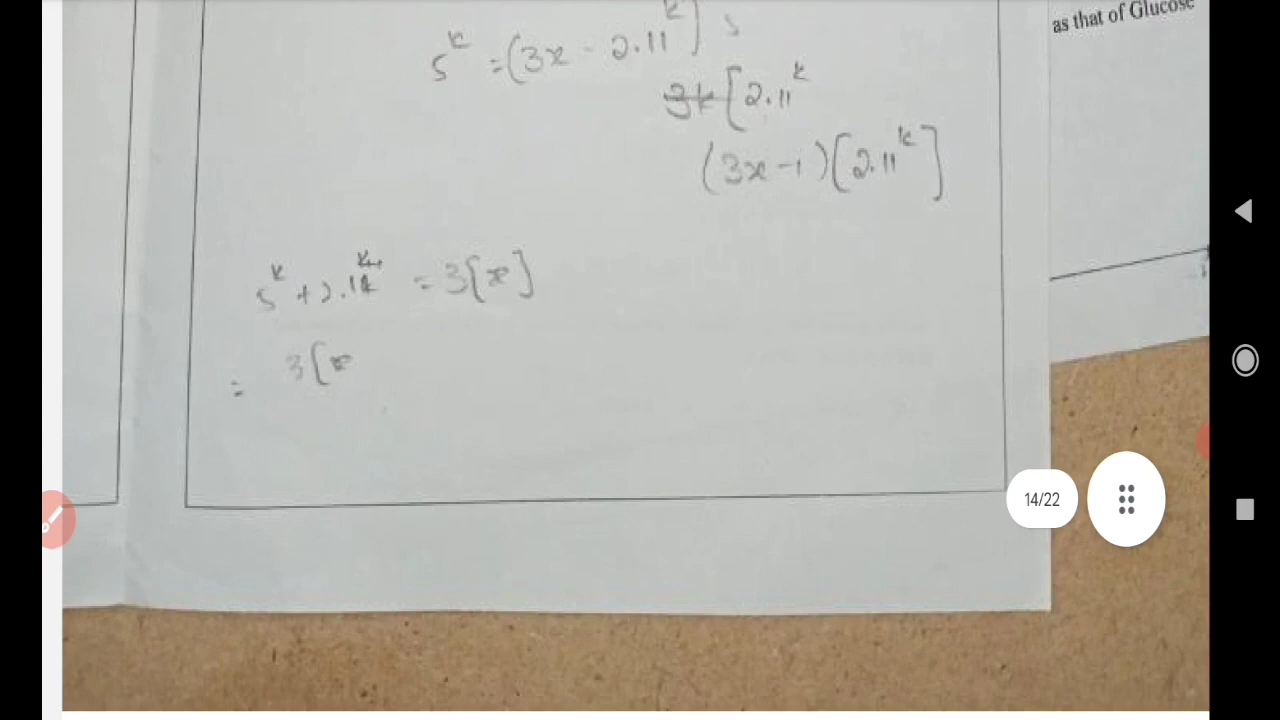 as that of Glucose
5^k = (3x - 2.11^k) 5
3k [2.11^k
(3x-1) [2.11^k]
5^k + 2.11^k+1 = 3[x]
= 3[x
14/22